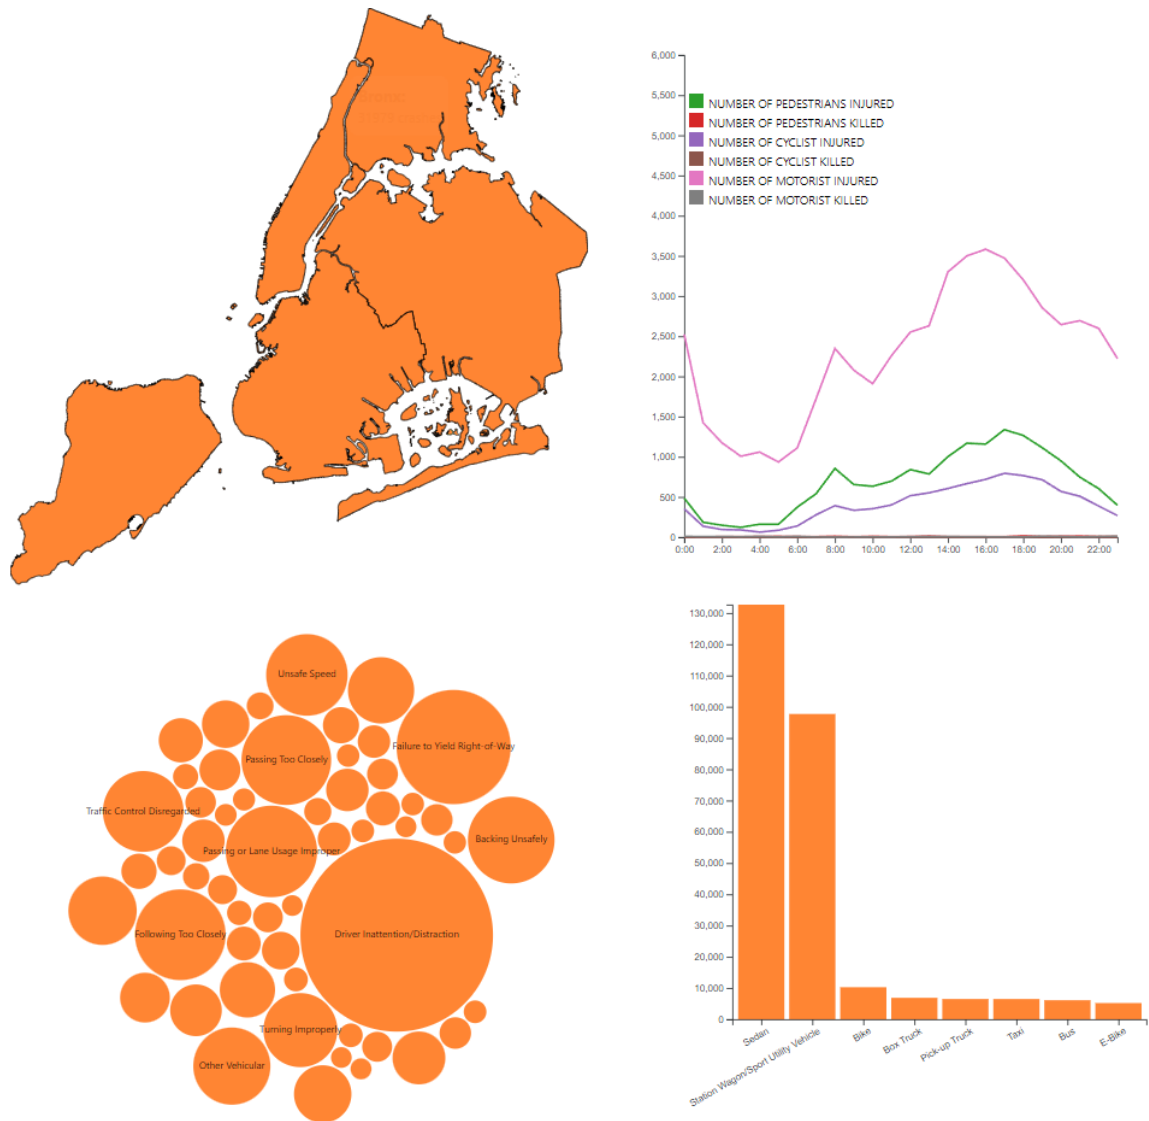 6,000
5,500
5,000
4,500
4,000
3,500
3,000
2,500
2,000
1,500
1,000
500
0
NUMBER OF PEDESTRIANS INJURED
NUMBER OF PEDESTRIANS KILLED
NUMBER OF CYCLIST INJURED
NUMBER OF CYCLIST KILLED
NUMBER OF MOTORIST INJURED
NUMBER OF MOTORIST KILLED
0:00 2:00 4:00 6:00 8:00 10:00 12:00 14:00 16:00 18:00 20:00 22:00
Unsafe Speed
Failure to Yield Right-of-Way
Passing Too Closely
Traffic Control Disregarded
Backing Unsafely
Passing or Lane Usage Improper
Following Too Closely
Driver Inattention/Distraction
Turning Improperly
Other Vehicular
130,000
120,000
110,000
100,000
90,000
80,000
70,000
60,000
50,000
40,000
30,000
20,000
10,000
0
Sedan
Station Wagon/Sport Utility Vehicle
Bike
Box Truck
Pick-up Truck
Taxi
Bus
E-Bike